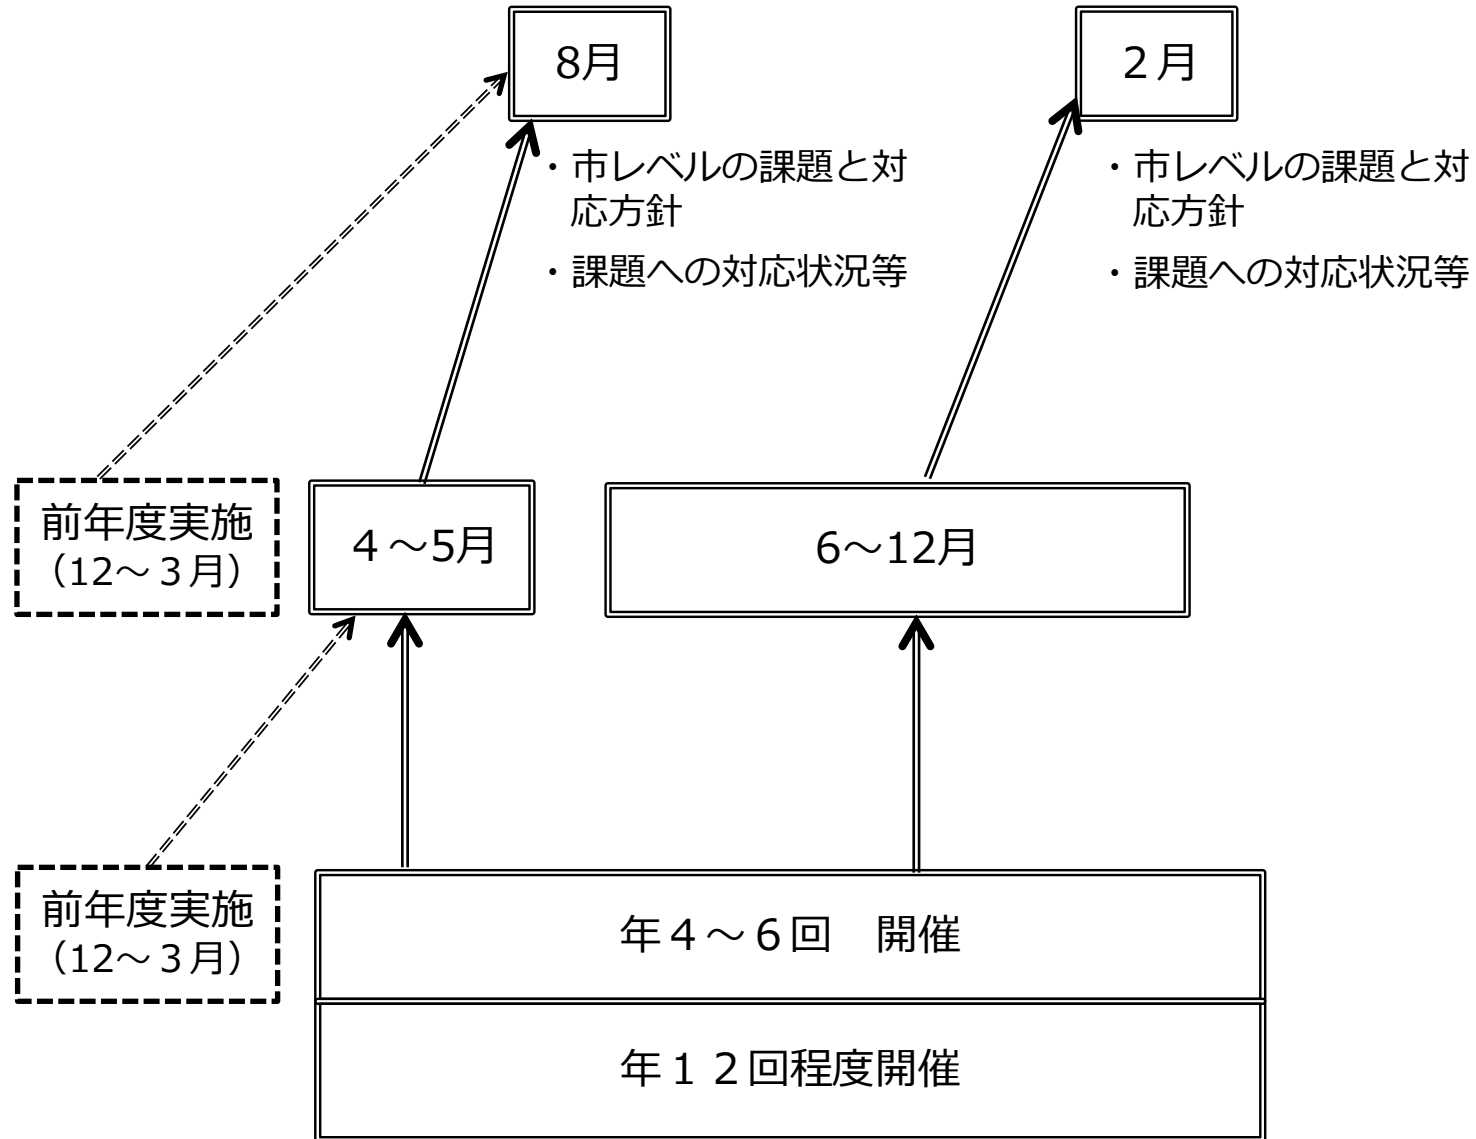 8月
２月
・市レベルの課題と対
応方針
・課題への対応状況等
・市レベルの課題と対
応方針
・課題への対応状況等
前年度実施
（12～３月）
４～5月
6～12月
前年度実施
（12～３月）
年４～６回　開催
年１２回程度開催